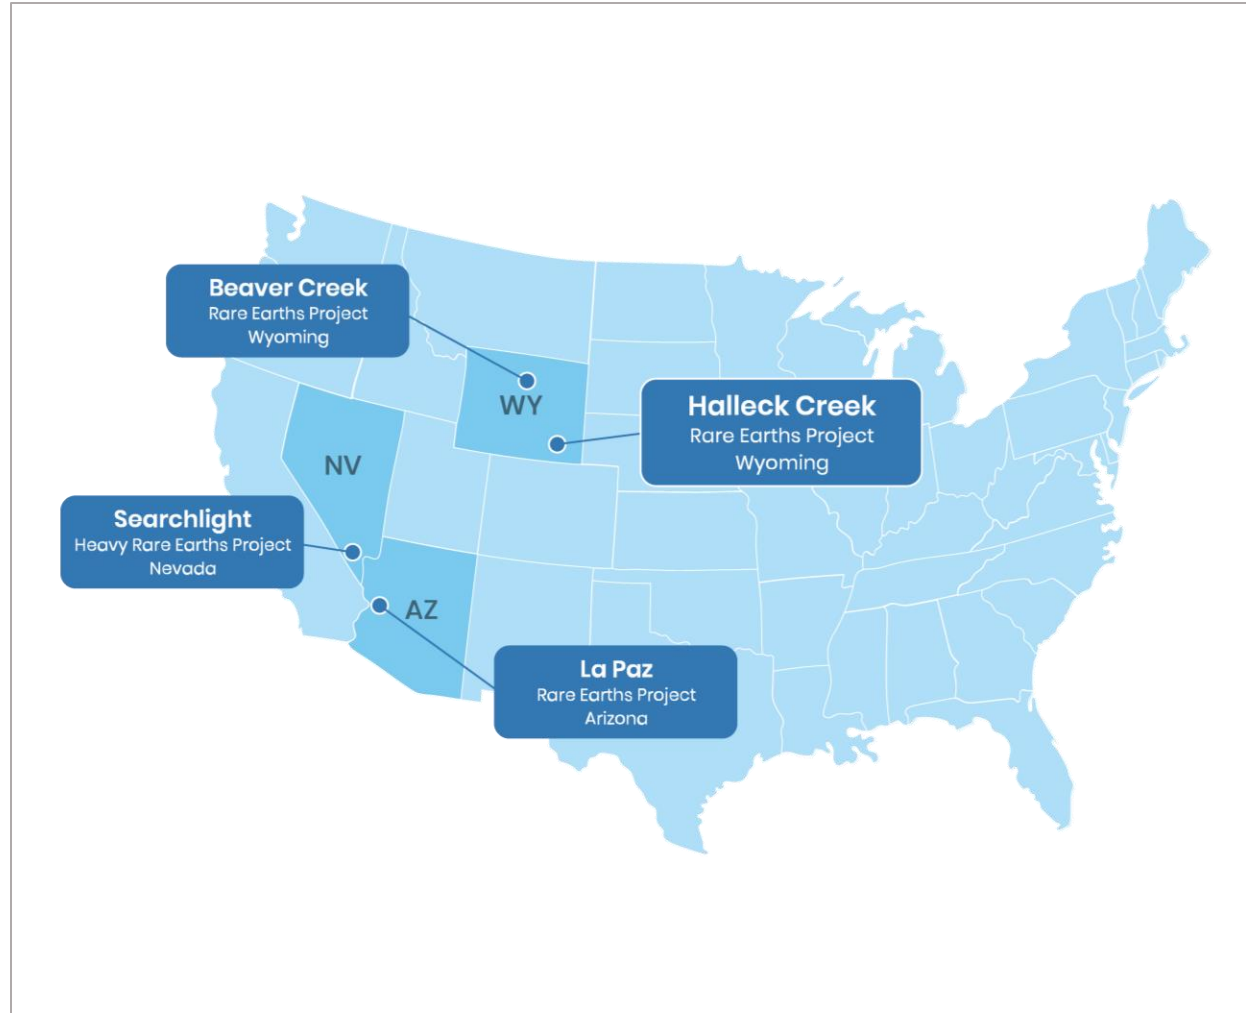 Beaver Creek
Rare Earths Project
Wyoming
WY
Halleck Creek
Rare Earths Project
Wyoming
NV
Searchlight
Heavy Rare Earths Project
Nevada
AZ
La Paz
Rare Earths Project
Arizona